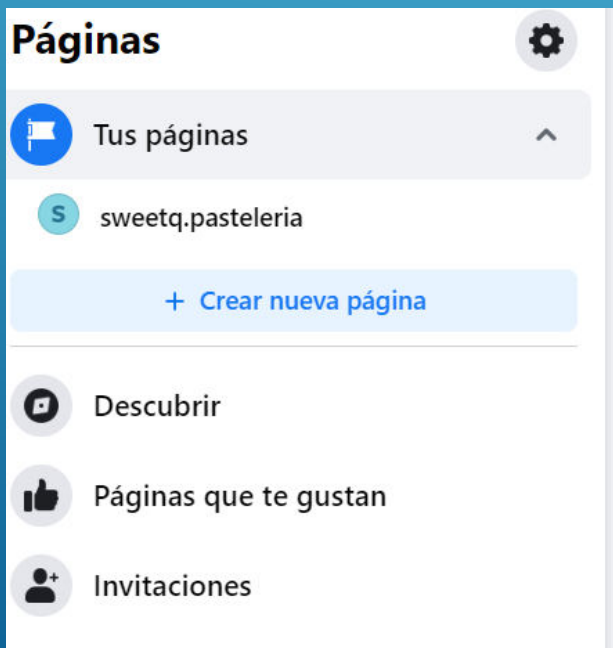 Páginas
Tus páginas
S sweetq.pasteleria
+ Crear nueva página
Descubrir
Páginas que te gustan
Invitaciones